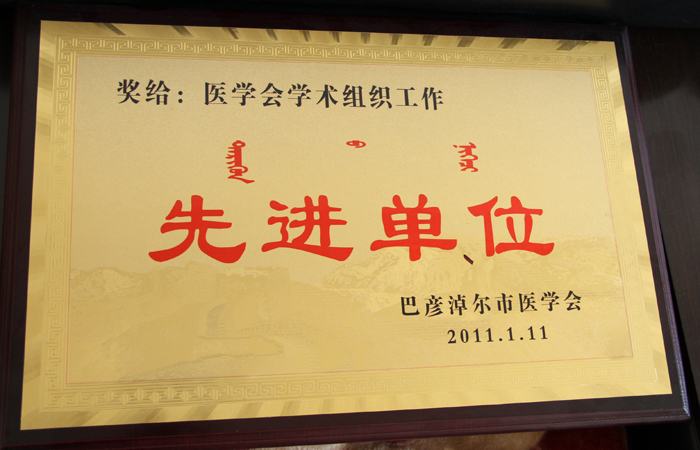 奖给：医学会学术组织工作
先进单位
巴彦淖尔市医学会
2011.1.11